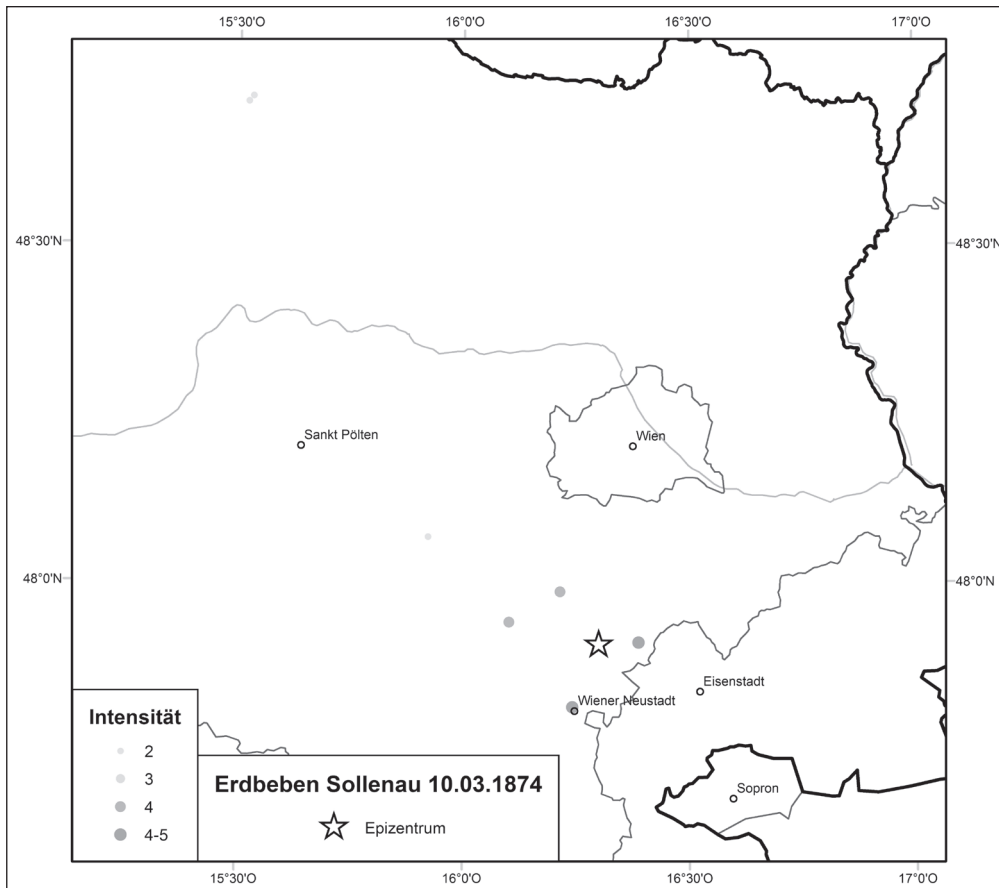 15°30'O 16°0'O 16°30'O 17°0'O
48°30'N 48°30'N
Sankt Pölten Wien
48°0'N 48°0'N
Eisenstadt
Wiener Neustadt
Sopron
Intensität
2
3
4
4-5
Erdbeben Sollenau 10.03.1874
Epizentrum
15°30'O 16°0'O 16°30'O 17°0'O